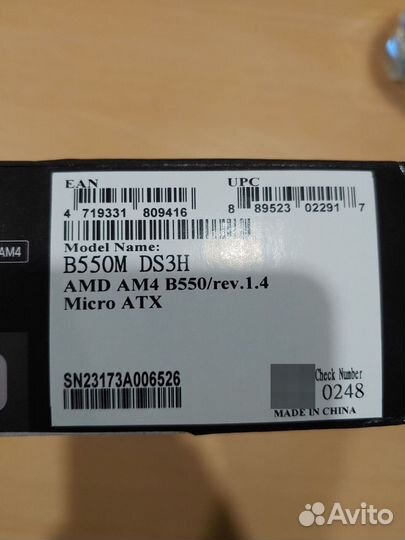 EAN UPC
4 719331 809416 8 89523 02291 7
AM4
Model Name:
B550M DS3H
AMD AM4 B550/rev.1.4
Micro ATX
SN23173A006526
Check Number
0248
MADE IN CHINA
Avito